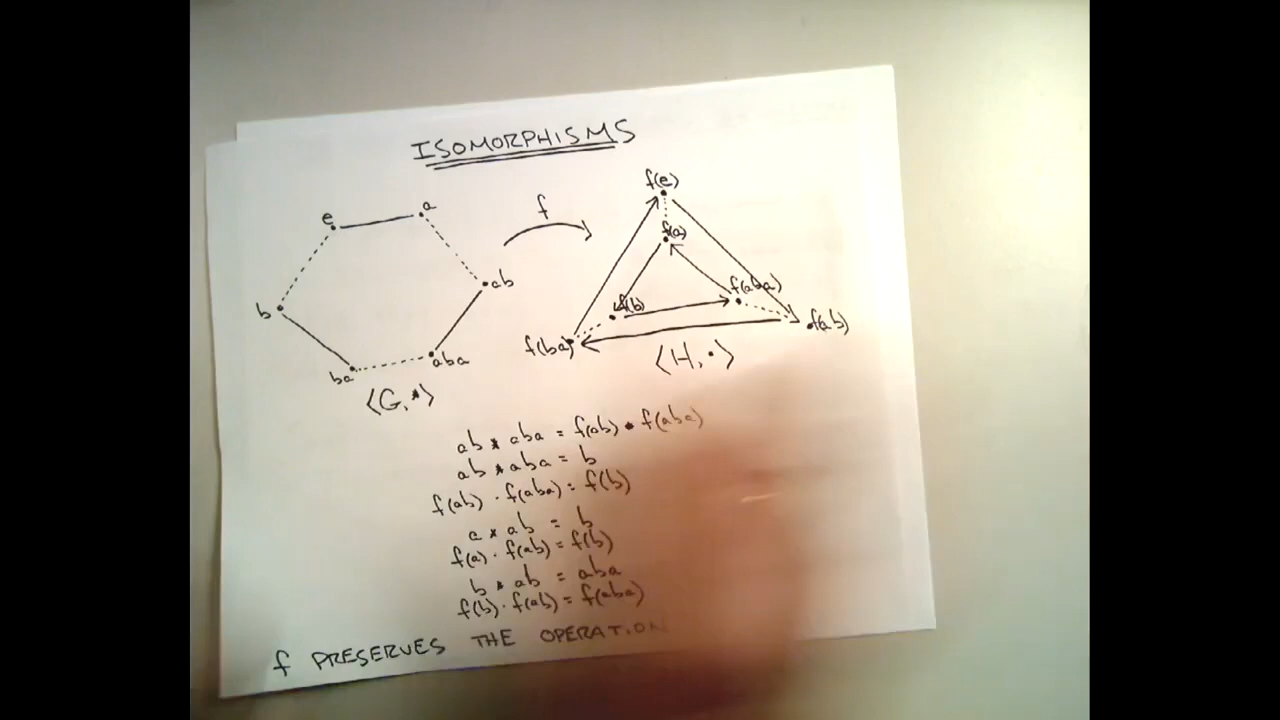 ISOMORPHISMS
e
a
b
ab
ba
aba
⟨G, *⟩
f
f(e)
f(a)
f(b)
f(aba)
f(ba)
f(ab)
⟨H, ·⟩
ab * aba = f(ab) · f(aba)
ab * aba = b
f(ab) · f(aba) = f(b)
a * ab = b
f(a) · f(ab) = f(b)
b * ab = aba
f(b) · f(ab) = f(aba)
f PRESERVES THE OPERATION